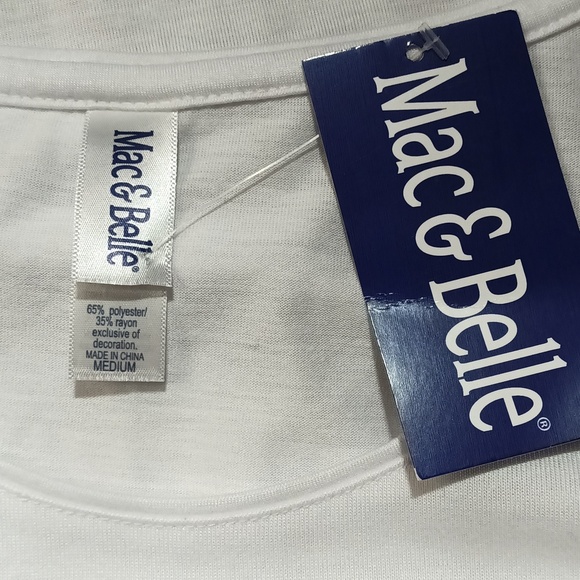 Mac & Belle®
65% polyester/
35% rayon
exclusive of
decoration.
MADE IN CHINA
MEDIUM
Mac & Belle®